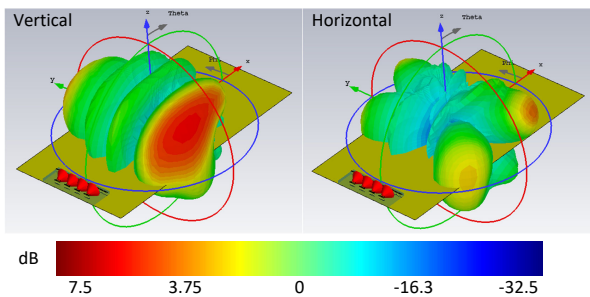 Vertical
Horizontal
z
Theta
Phi
x
y
z
Theta
Phi
x
y
dB
7.5 3.75 0 -16.3 -32.5